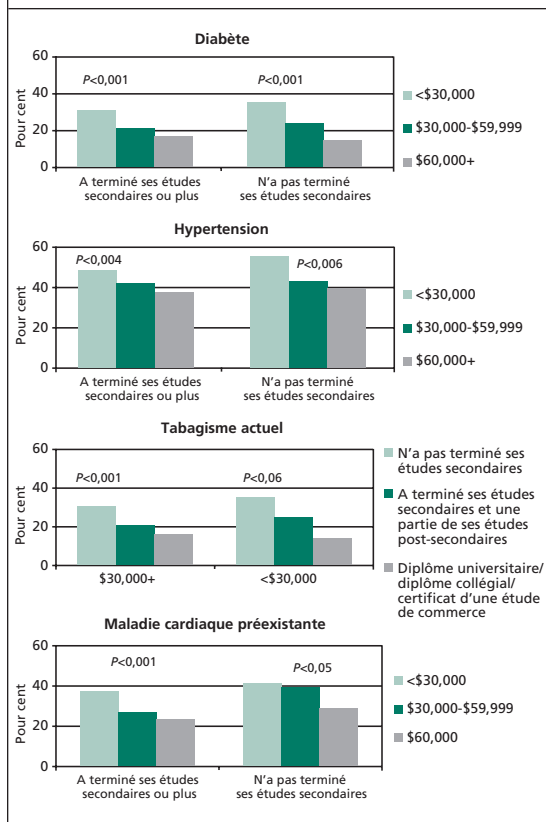 Diabète
Pour cent
60
40
20
0
P<0,001
P<0,001
A terminé ses études
secondaires ou plus
N'a pas terminé
ses études secondaires
<$30,000
$30,000-$59,999
$60,000+
Hypertension
Pour cent
60
40
20
0
P<0,004
P<0,006
A terminé ses études
secondaires ou plus
N'a pas terminé
ses études secondaires
<$30,000
$30,000-$59,999
$60,000+
Tabagisme actuel
Pour cent
60
40
20
0
P<0,001
P<0,06
$30,000+
<$30,000
N'a pas terminé ses
études secondaires
A terminé ses études
secondaires et une
partie de ses études
post-secondaires
Diplôme universitaire/
diplôme collégial/
certificat d'une étude
de commerce
Maladie cardiaque préexistante
Pour cent
60
40
20
0
P<0,001
P<0,05
A terminé ses études
secondaires ou plus
N'a pas terminé
ses études secondaires
<$30,000
$30,000-$59,999
$60,000